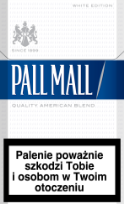 WHITE EDITION
SINCE 1899
PALL MALL
QUALITY AMERICAN BLEND
Palenie poważnie
szkodzi Tobie
i osobom w Twoim
otoczeniu